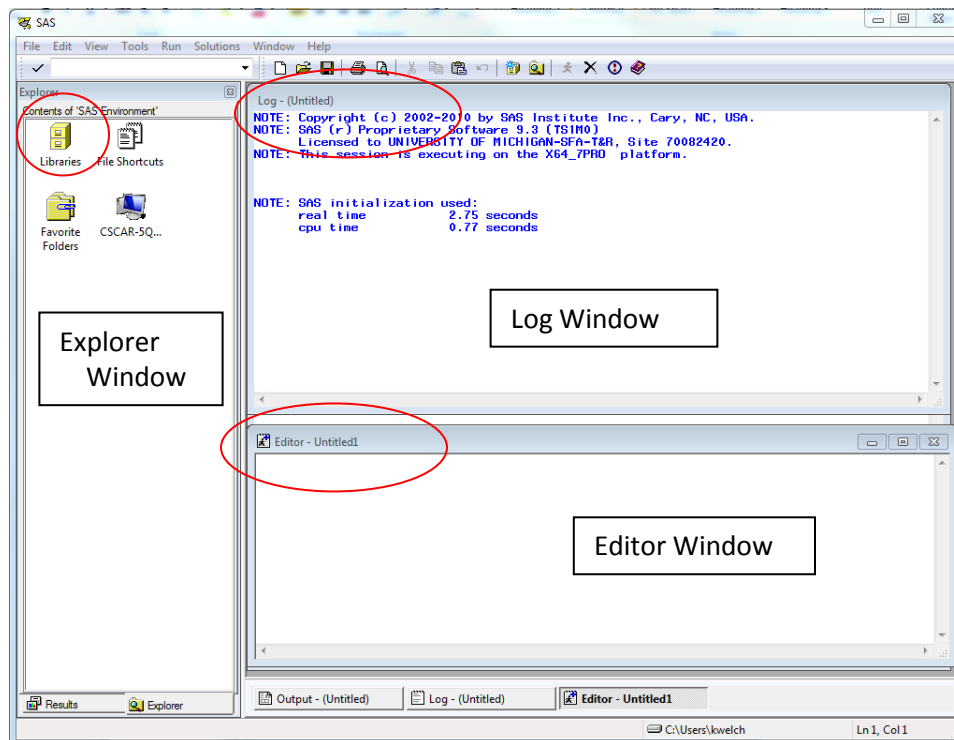 SAS
File Edit View Tools Run Solutions Window Help
Explorer
Contents of 'SAS Environment'
Libraries
File Shortcuts
Favorite
Folders
CSCAR-5Q...
Explorer
Window
Results
Explorer
Log - (Untitled)
NOTE: Copyright (c) 2002-2010 by SAS Institute Inc., Cary, NC, USA.
NOTE: SAS (r) Proprietary Software 9.3 (TS1M0)
Licensed to UNIVERSITY OF MICHIGAN-SFA-T&R, Site 70082420.
NOTE: This session is executing on the X64_7PRO platform.
NOTE: SAS initialization used:
real time 2.75 seconds
cpu time 0.77 seconds
Log Window
Editor - Untitled1
Editor Window
Output - (Untitled)
Log - (Untitled)
Editor - Untitled1
C:\Users\kwelch
Ln 1, Col 1